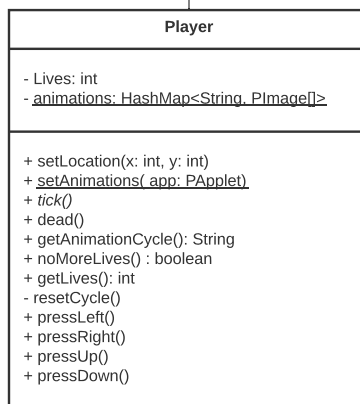 Player
- Lives: int
- animations: HashMap<String, PImage[]>
+ setLocation(x: int, y: int)
+ setAnimations( app: PApplet)
+ tick()
+ dead()
+ getAnimationCycle(): String
+ noMoreLives() : boolean
+ getLives(): int
- resetCycle()
+ pressLeft()
+ pressRight()
+ pressUp()
+ pressDown()